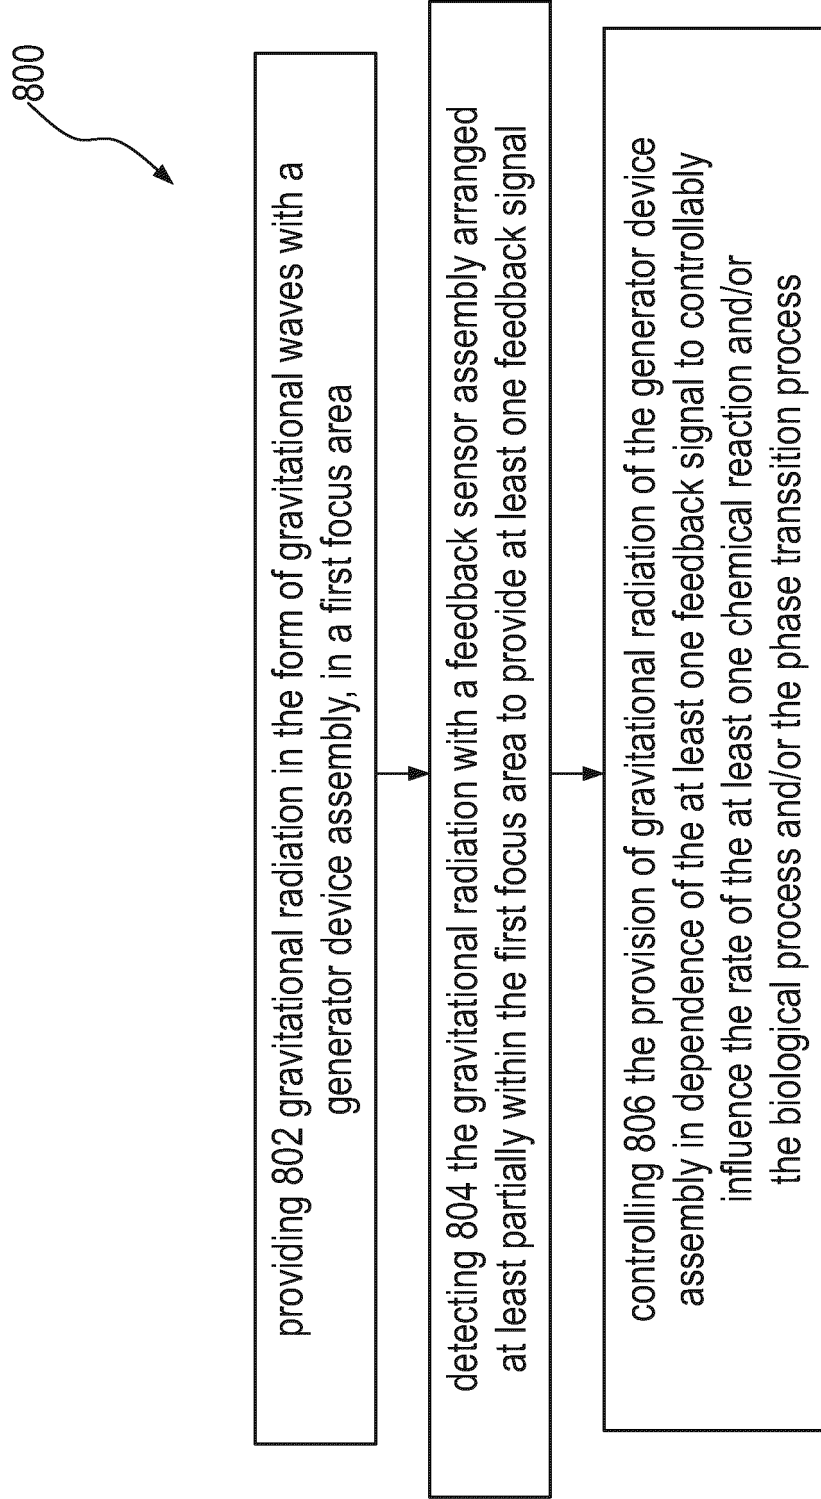 800
providing 802 gravitational radiation in the form of gravitational waves with a
generator device assembly, in a first focus area
detecting 804 the gravitational radiation with a feedback sensor assembly arranged
at least partially within the first focus area to provide at least one feedback signal
controlling 806 the provision of gravitational radiation of the generator device
assembly in dependence of the at least one feedback signal to controllably
influence the rate of the at least one chemical reaction and/or
the biological process and/or the phase transsition process